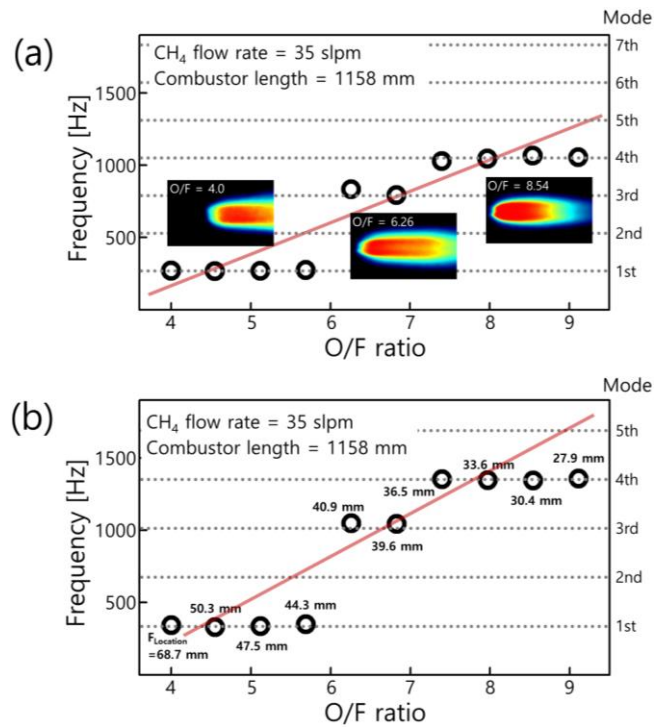 Mode
(a)
CH₄ flow rate = 35 slpm
Combustor length = 1158 mm
7th
6th
5th
4th
3rd
2nd
1st
Frequency [Hz]
1500
1000
500
O/F = 4.0
O/F = 6.26
O/F = 8.54
4 5 6 7 8 9
O/F ratio
Mode
(b)
CH₄ flow rate = 35 slpm
Combustor length = 1158 mm
5th
4th
3rd
2nd
1st
Frequency [Hz]
1500
1000
500
F_Location
=68.7 mm
50.3 mm
47.5 mm
44.3 mm
40.9 mm
39.6 mm
36.5 mm
33.6 mm
30.4 mm
27.9 mm
4 5 6 7 8 9
O/F ratio